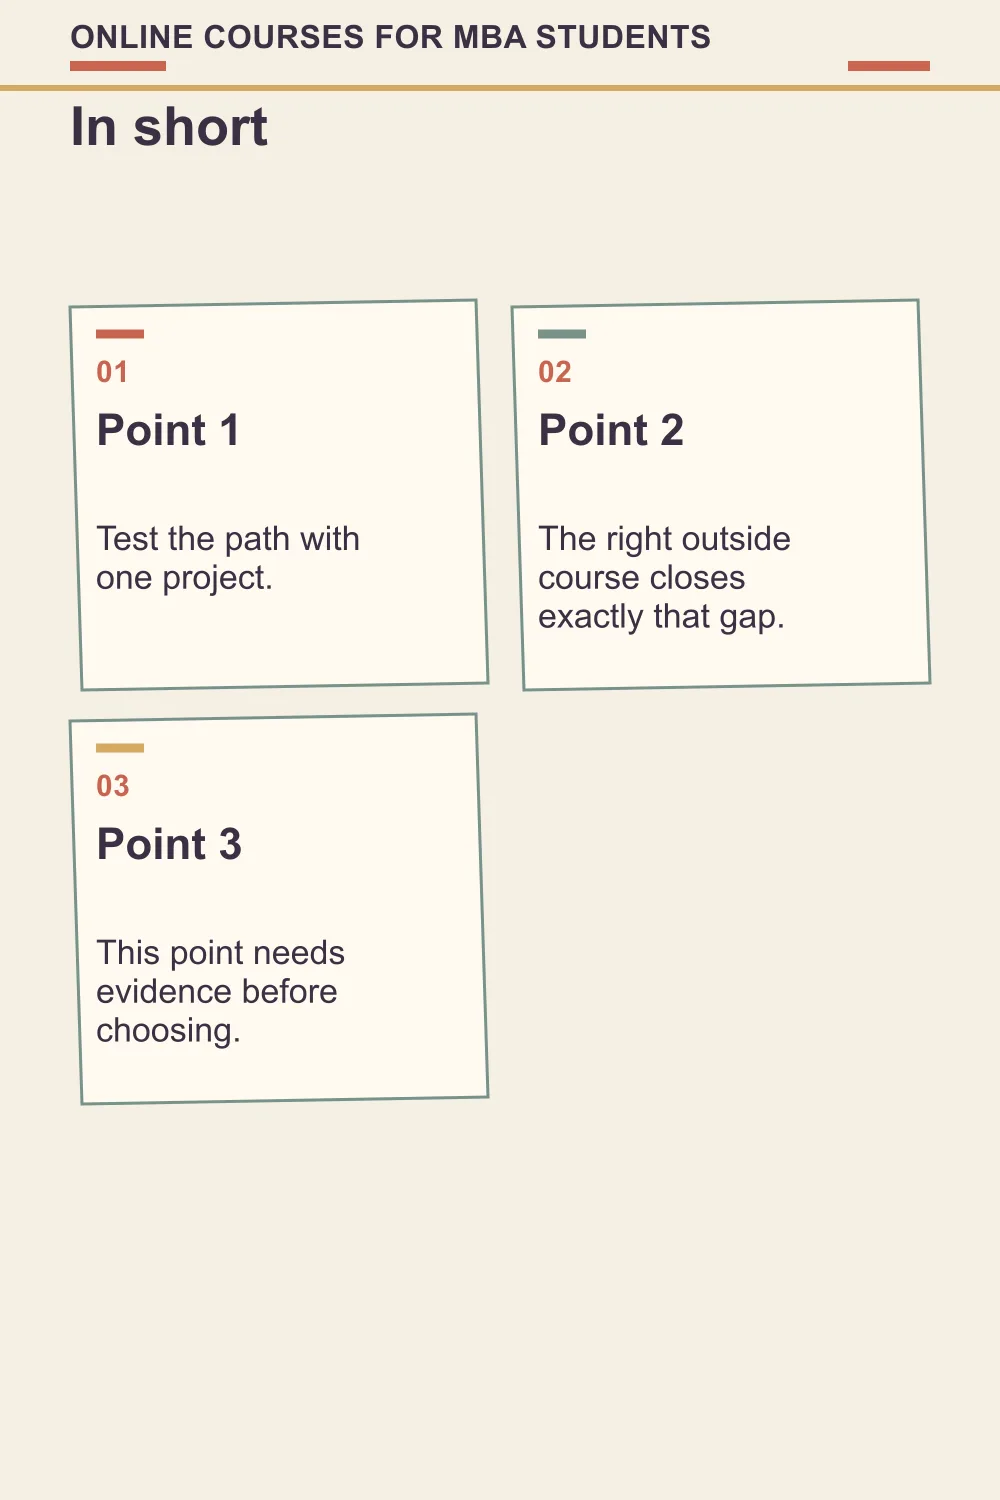 ONLINE COURSES FOR MBA STUDENTS
In short
01
Point 1
Test the path with
one project.
02
Point 2
The right outside
course closes
exactly that gap.
03
Point 3
This point needs
evidence before
choosing.